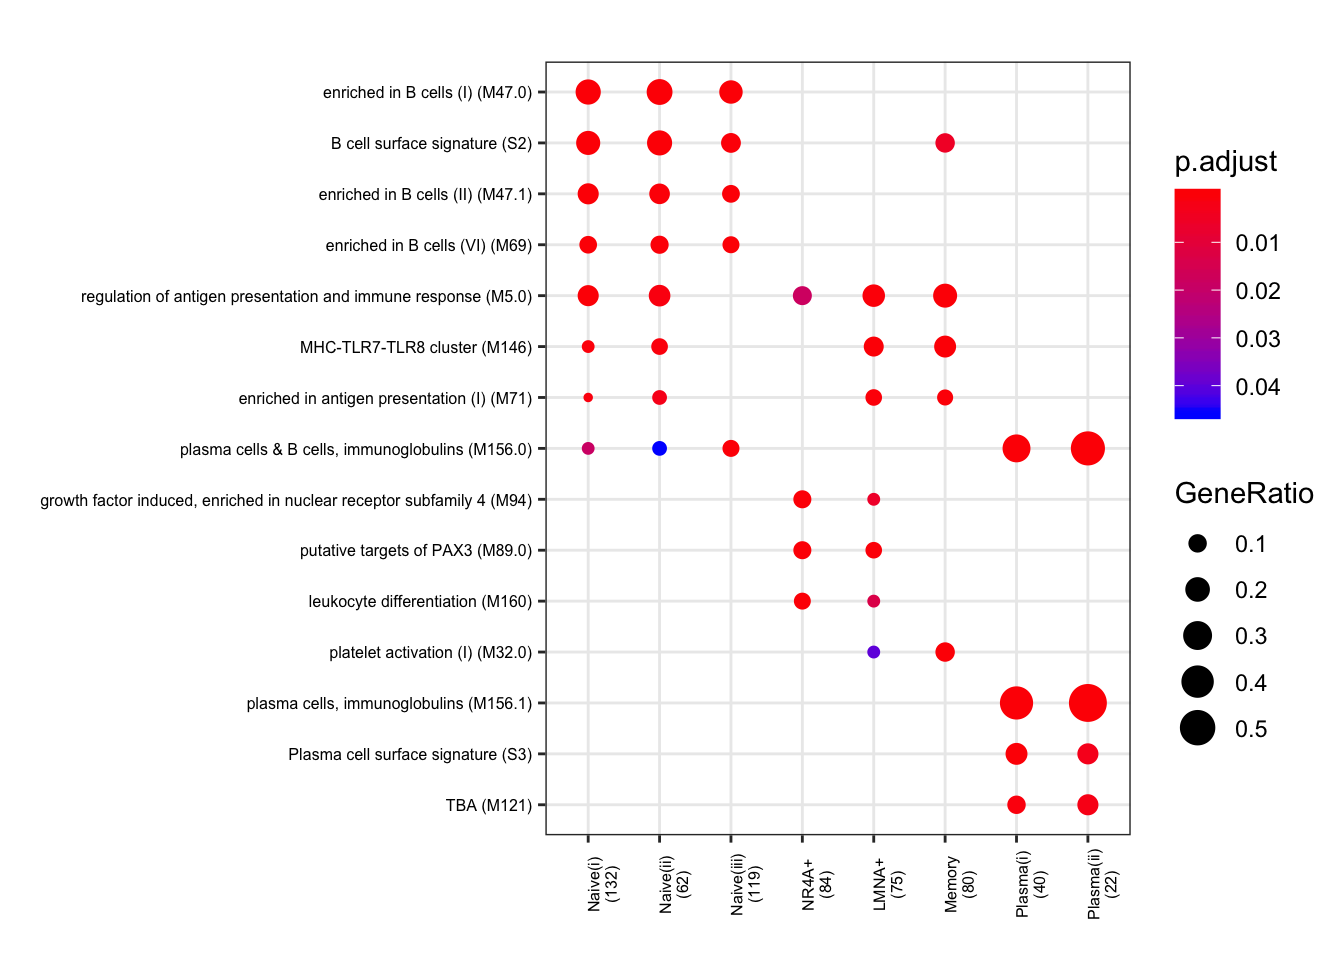 enriched in B cells (I) (M47.0)
B cell surface signature (S2)
enriched in B cells (II) (M47.1)
enriched in B cells (VI) (M69)
regulation of antigen presentation and immune response (M5.0)
MHC-TLR7-TLR8 cluster (M146)
enriched in antigen presentation (I) (M71)
plasma cells & B cells, immunoglobulins (M156.0)
growth factor induced, enriched in nuclear receptor subfamily 4 (M94)
putative targets of PAX3 (M89.0)
leukocyte differentiation (M160)
platelet activation (I) (M32.0)
plasma cells, immunoglobulins (M156.1)
Plasma cell surface signature (S3)
TBA (M121)
Naive(i)
(132)
Naive(ii)
(62)
Naive(iii)
(119)
NR4A+
(84)
LMNA+
(75)
Memory
(80)
Plasma(i)
(40)
Plasma(ii)
(22)
p.adjust
0.01
0.02
0.03
0.04
GeneRatio
0.1
0.2
0.3
0.4
0.5